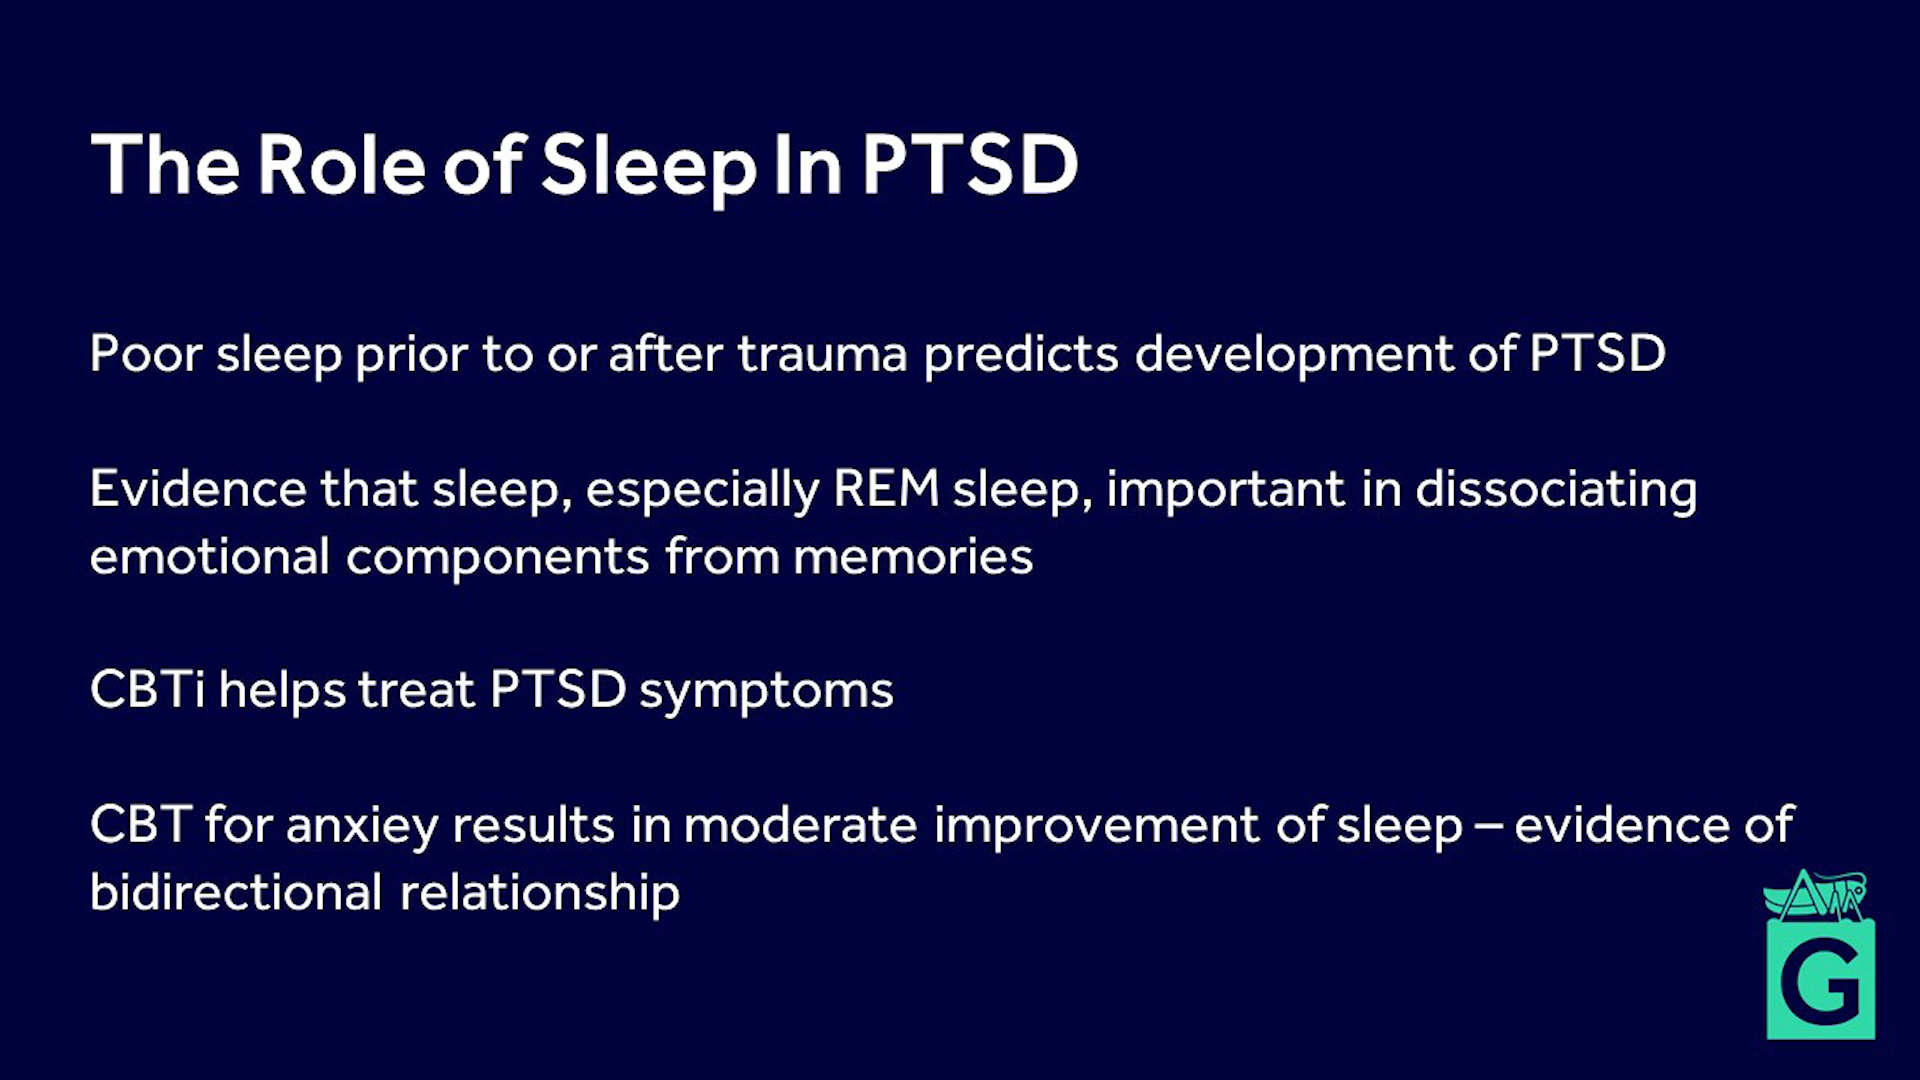 The Role of Sleep In PTSD
Poor sleep prior to or after trauma predicts development of PTSD
Evidence that sleep, especially REM sleep, important in dissociating
emotional components from memories
CBTi helps treat PTSD symptoms
CBT for anxiey results in moderate improvement of sleep – evidence of
bidirectional relationship
G